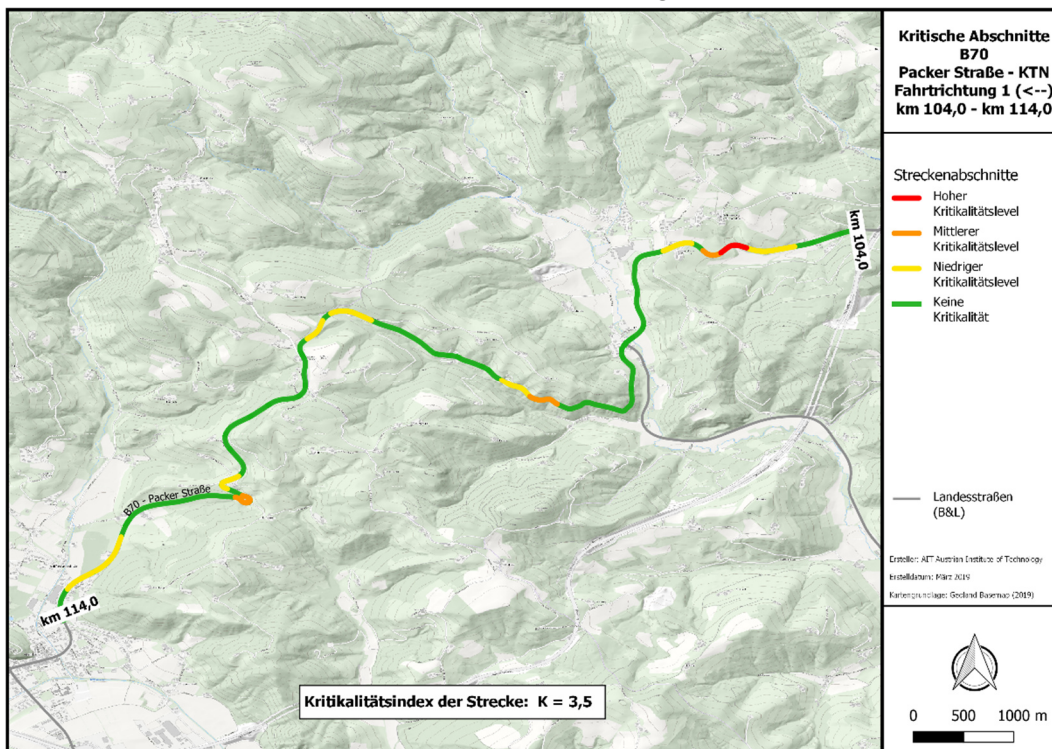 Kritische Abschnitte
B70
Packer Straße - KTN
Fahrtrichtung 1 (<--)
km 104,0 - km 114,0
Streckenabschnitte
Hoher
Kritikalitätslevel
Mittlerer
Kritikalitätslevel
Niedriger
Kritikalitätslevel
Keine
Kritikalität
km 104,0
B70 - Packer Straße
km 114,0
Landesstraßen
(B&L)
Ersteller: AIT Austrian Institute of Technology
Erstelldatum: März 2019
Kartengrundlage: Geoland Basemap (2019)
Kritikalitätsindex der Strecke: K = 3,5
0 500 1000 m